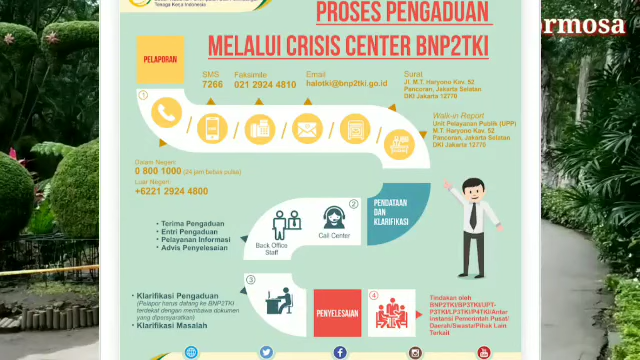 Tenaga Kerja Indonesia
PROSES PENGADUAN
MELALUI CRISIS CENTER BNP2TKI
rmosa
PELAPORAN
SMS
7266
Faksimile
021 2924 4810
Email
halotki@bnp2tki.go.id
Surat
Jl. M.T. Haryono Kav. 52
Pancoran, Jakarta Selatan
DKI Jakarta 12770
1
Walk-in Report
Unit Pelayanan Publik (UPP)
M.T. Haryono Kav. 52
Pancoran, Jakarta Selatan
DKI Jakarta 12770
Dalam Negeri
0 800 1000 (24 jam bebas pulsa)
Luar Negeri
+6221 2924 4800
PENDATAAN
DAN
KLARIFIKASI
2
Back Office
Staff
Call Center
• Terima Pengaduan
• Entri Pengaduan
• Pelayanan Informasi
• Advis Penyelesaian
3
• Klarifikasi Pengaduan
(Pelapor harus datang ke BNP2TKI
terdekat dengan membawa dokumen
yang dipersyaratkan)
• Klarifikasi Masalah
PENYELESAIAN
4
Tindakan oleh
BNP2TKI/BP3TKI/UPT-
P3TKI/LP3TKI/P4TKI/Antar
Instansi Pemerintah Pusat/
Daerah/Swasta/Pihak Lain
Terkait